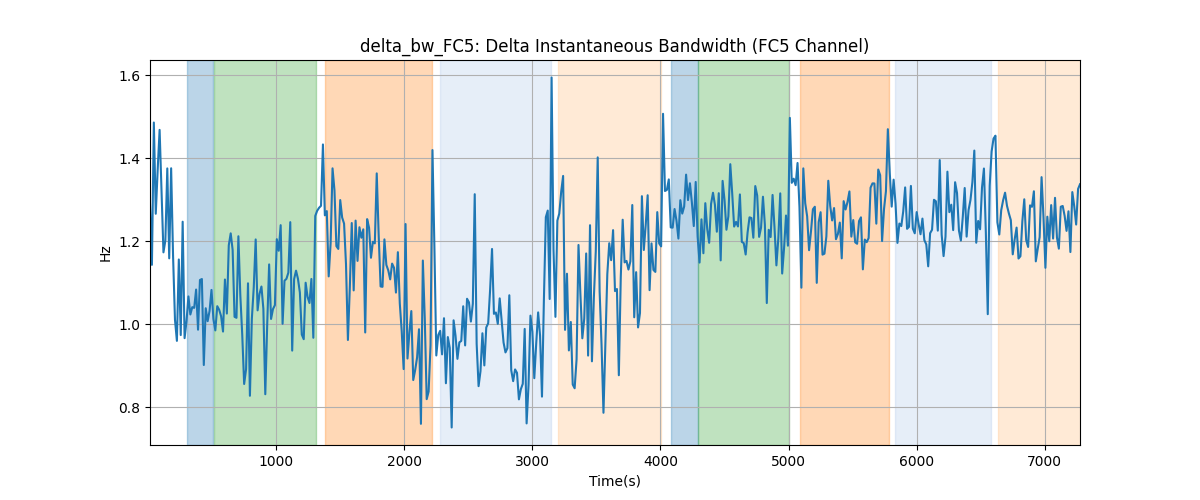 delta_bw_FC5: Delta Instantaneous Bandwidth (FC5 Channel)
Hz
1.6
1.4
1.2
1.0
0.8
1000 2000 3000 4000 5000 6000 7000
Time(s)